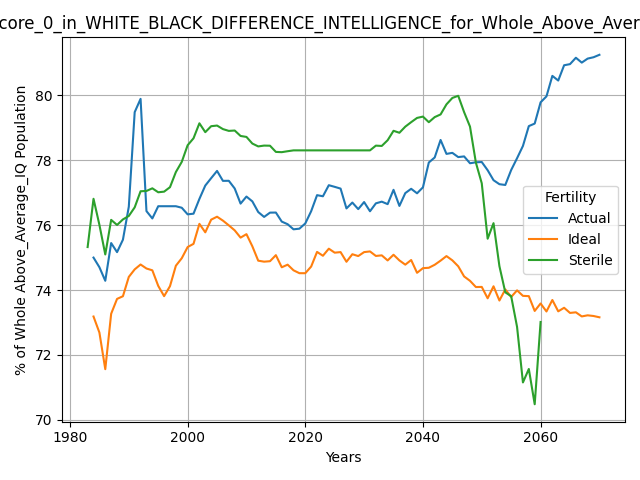 core_0_in_WHITE_BLACK_DIFFERENCE_INTELLIGENCE_for_Whole_Above_Aver
% of Whole Above_Average_IQ Population
80
78
76
74
72
70
1980
2000
2020
2040
2060
Years
Fertility
Actual
Ideal
Sterile